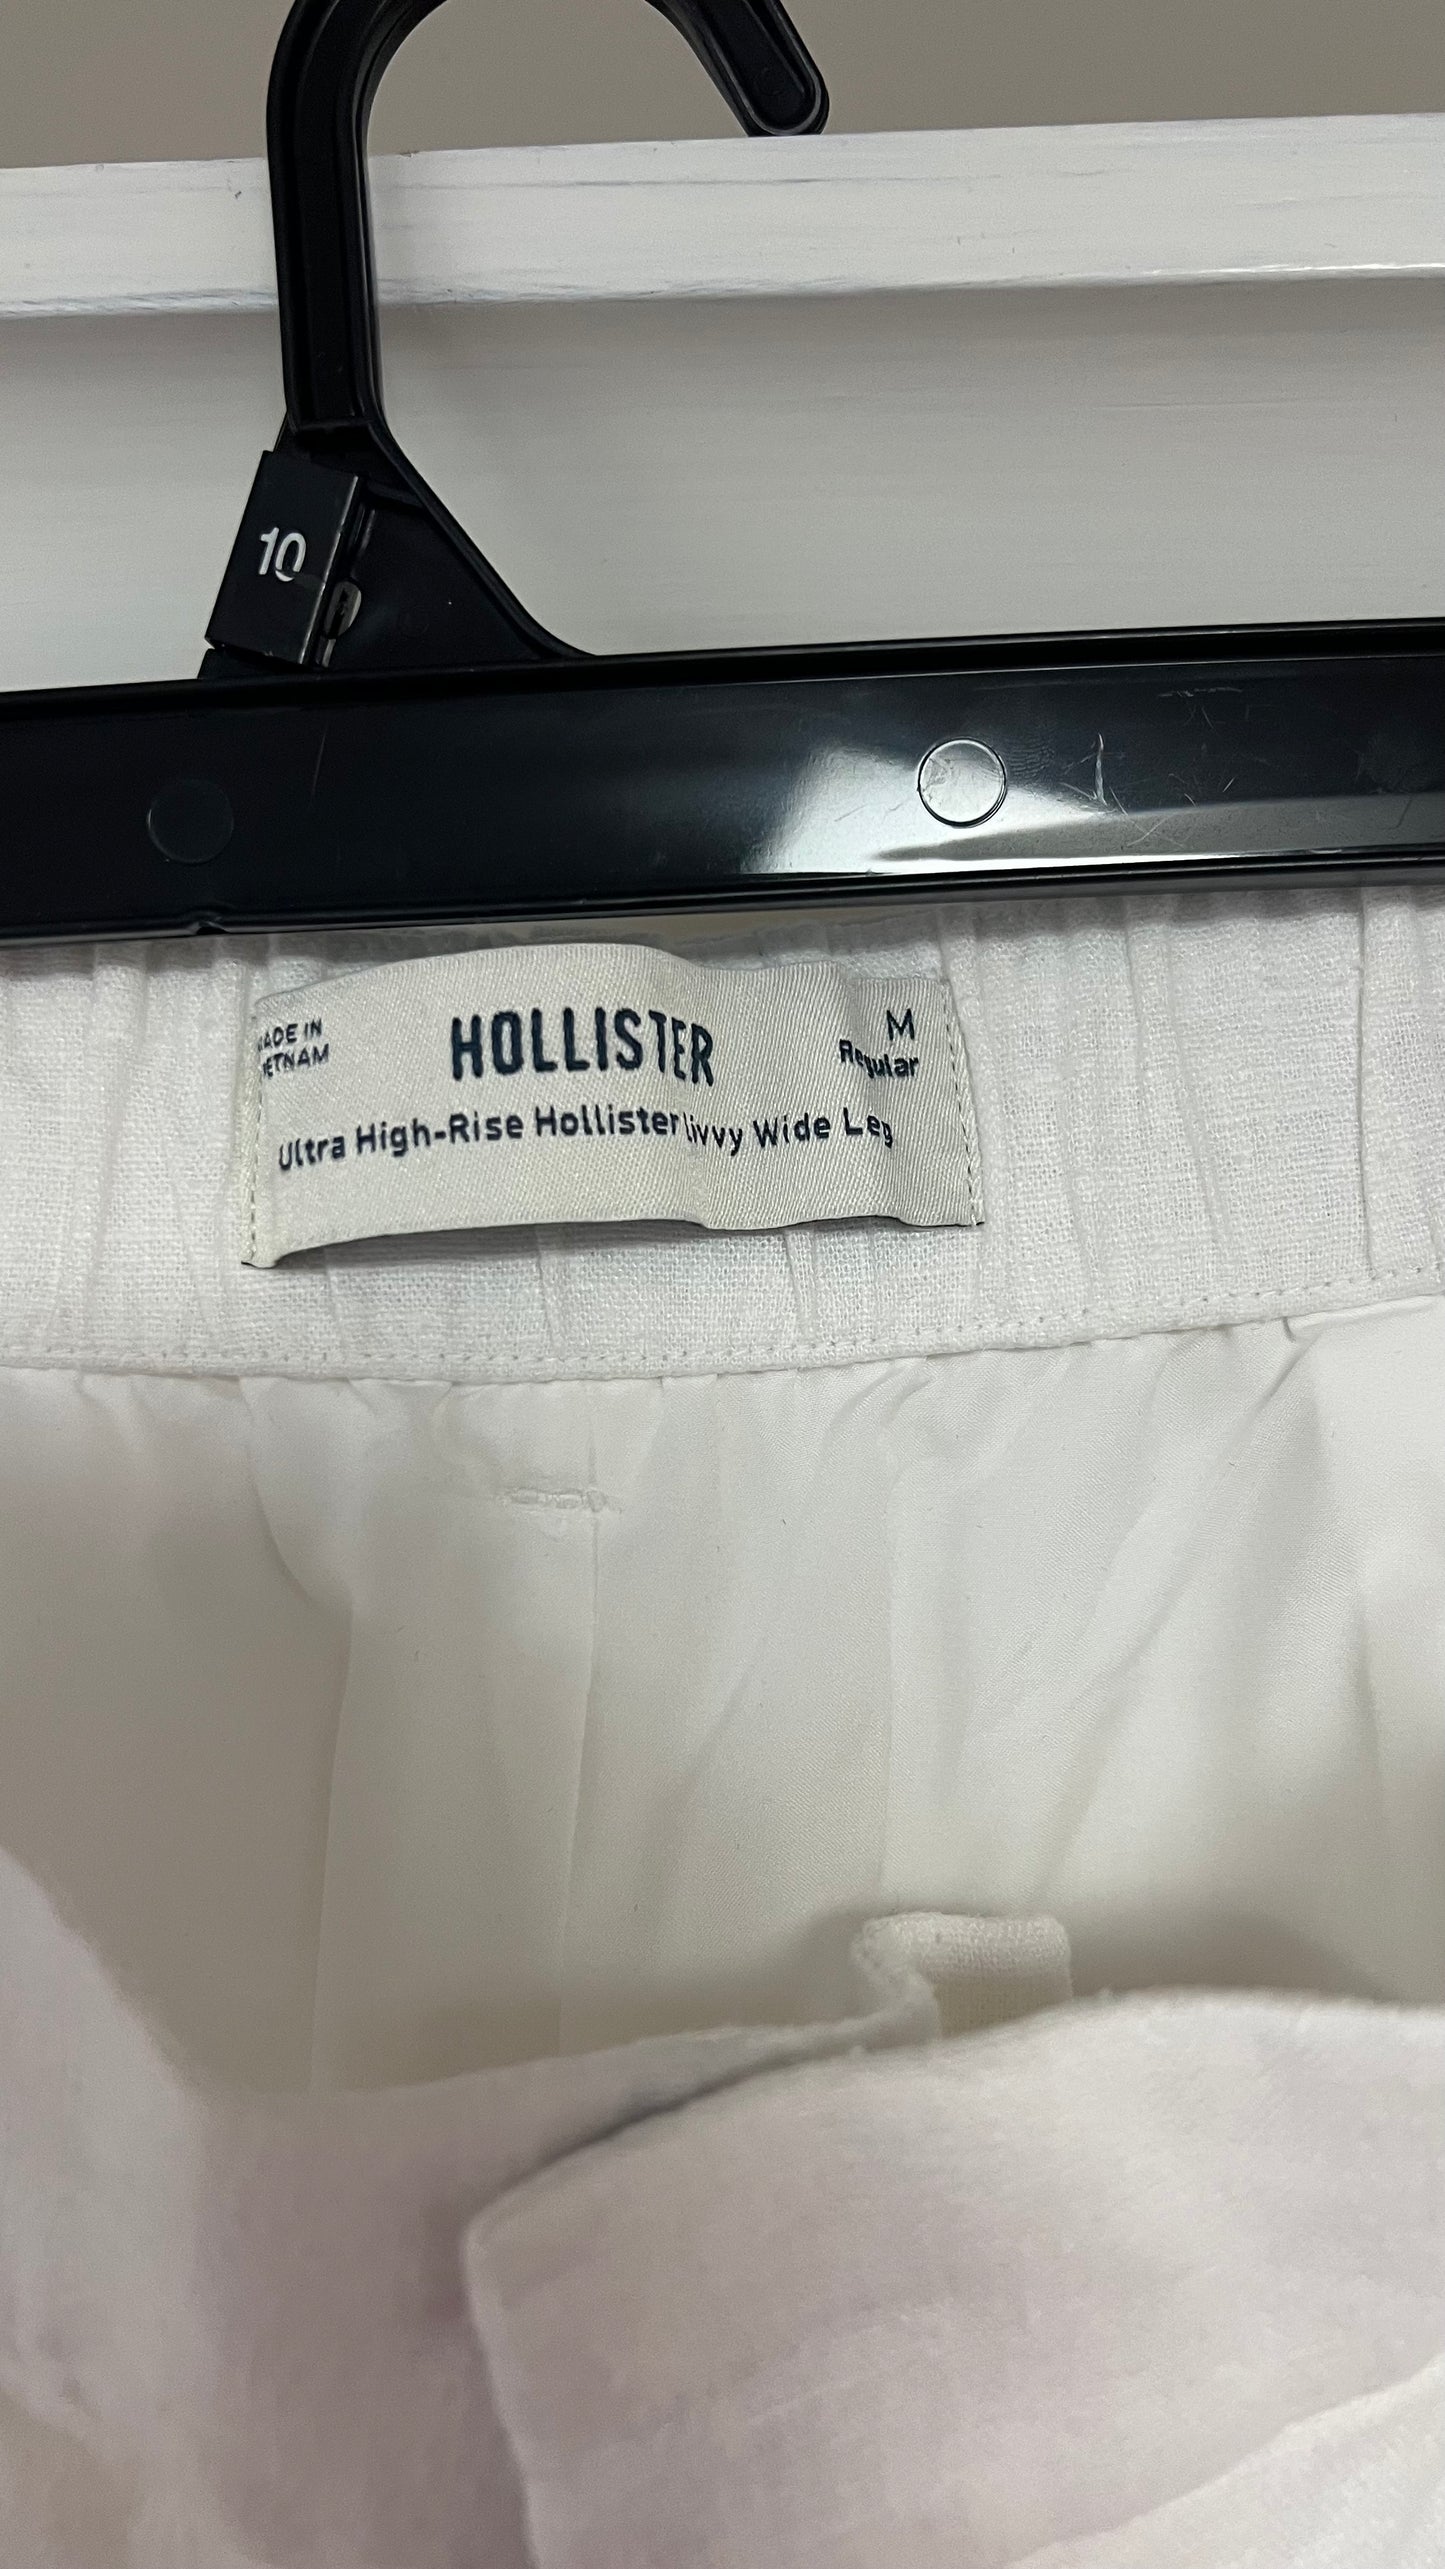 10
MADE IN
VIETNAM
HOLLISTER
M
Regular
Ultra High-Rise Hollister Livvy Wide Leg